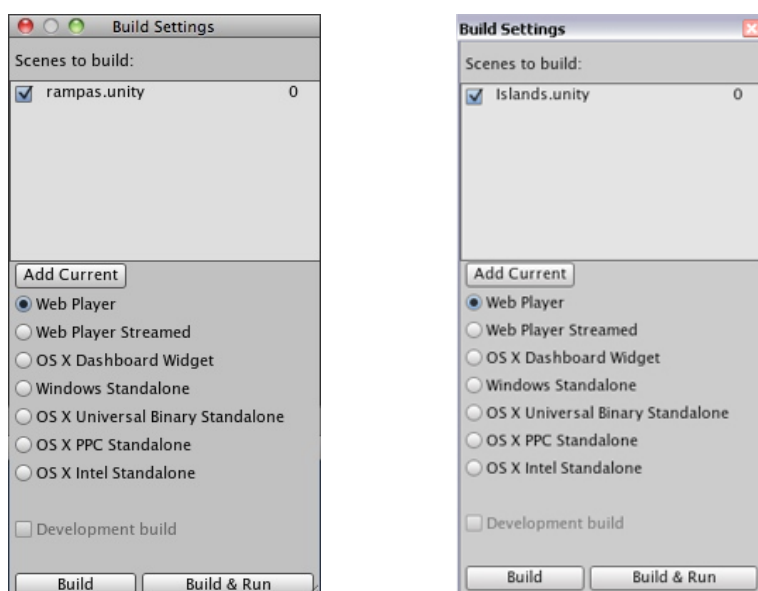 Build Settings
Scenes to build:
rampas.unity 0
Add Current
Web Player
Web Player Streamed
OS X Dashboard Widget
Windows Standalone
OS X Universal Binary Standalone
OS X PPC Standalone
OS X Intel Standalone
Development build
Build Build & Run
Build Settings
Scenes to build:
Islands.unity 0
Add Current
Web Player
Web Player Streamed
OS X Dashboard Widget
Windows Standalone
OS X Universal Binary Standalone
OS X PPC Standalone
OS X Intel Standalone
Development build
Build Build & Run